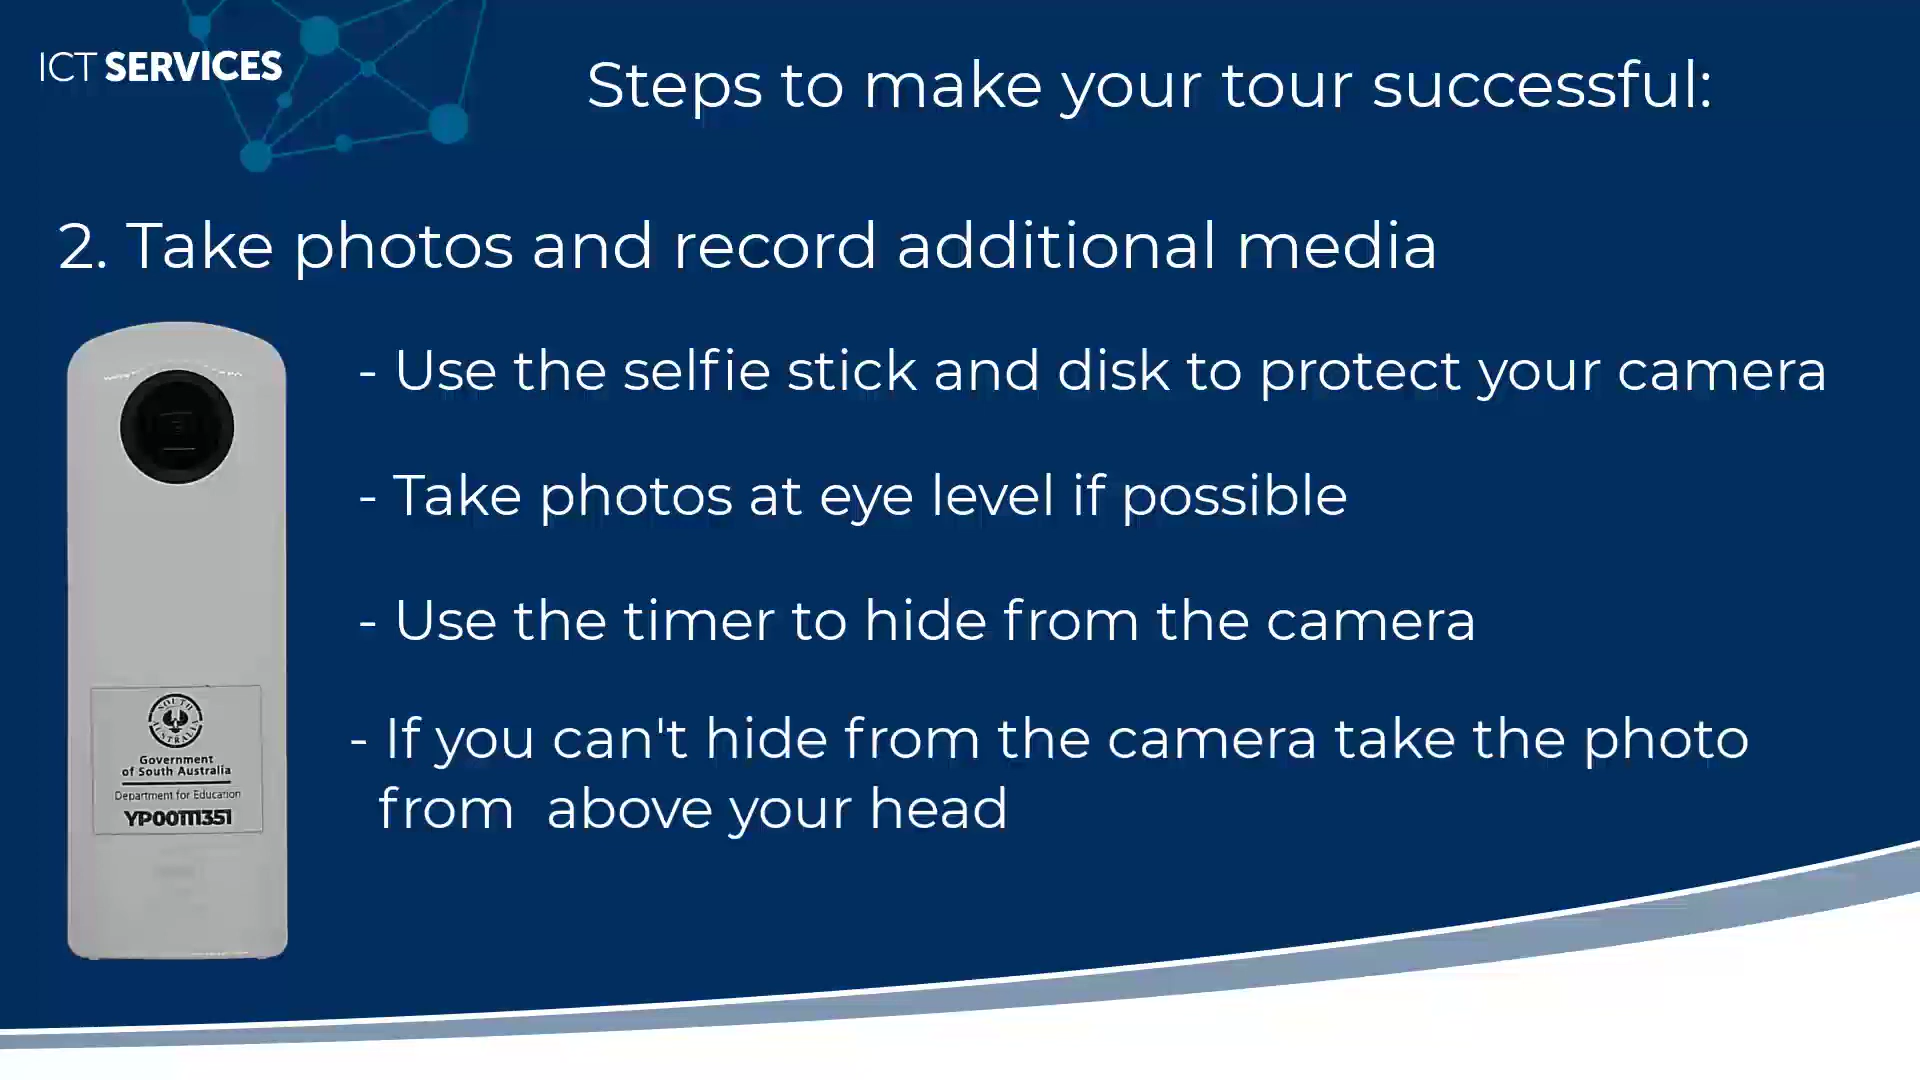 ICT SERVICES
Steps to make your tour successful:
2. Take photos and record additional media
- Use the selfie stick and disk to protect your camera
- Take photos at eye level if possible
- Use the timer to hide from the camera
- If you can't hide from the camera take the photo
from above your head
SOUTH AUSTRALIA
Government
of South Australia
Department for Education
YP00111351